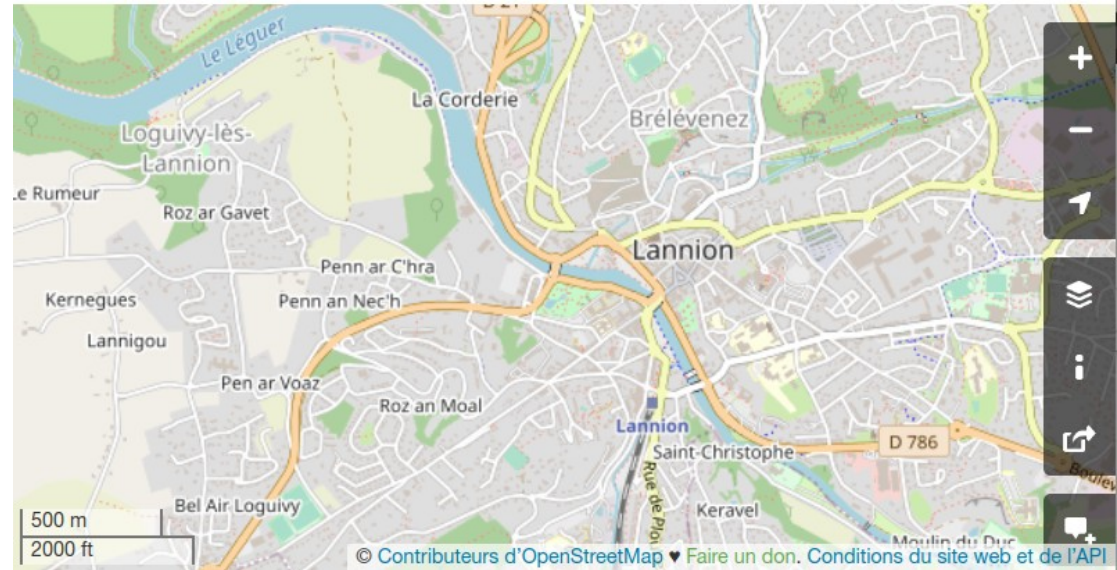 D 21
Le Léguer
La Corderie
Brélévenez
Loguivy-lès-
Lannion
Le Rumeur
Roz ar Gavet
Lannion
Penn ar C'hra
Kernegues
Penn an Nec'h
Lannigou
Pen ar Voaz
Roz an Moal
Lannion
D 786
Saint-Christophe
Rue de Plou
Boulev
Bel Air Loguivy
Keravel
500 m
2000 ft
Moulin du Duc
© Contributeurs d'OpenStreetMap ♥ Faire un don. Conditions du site web et de l'API